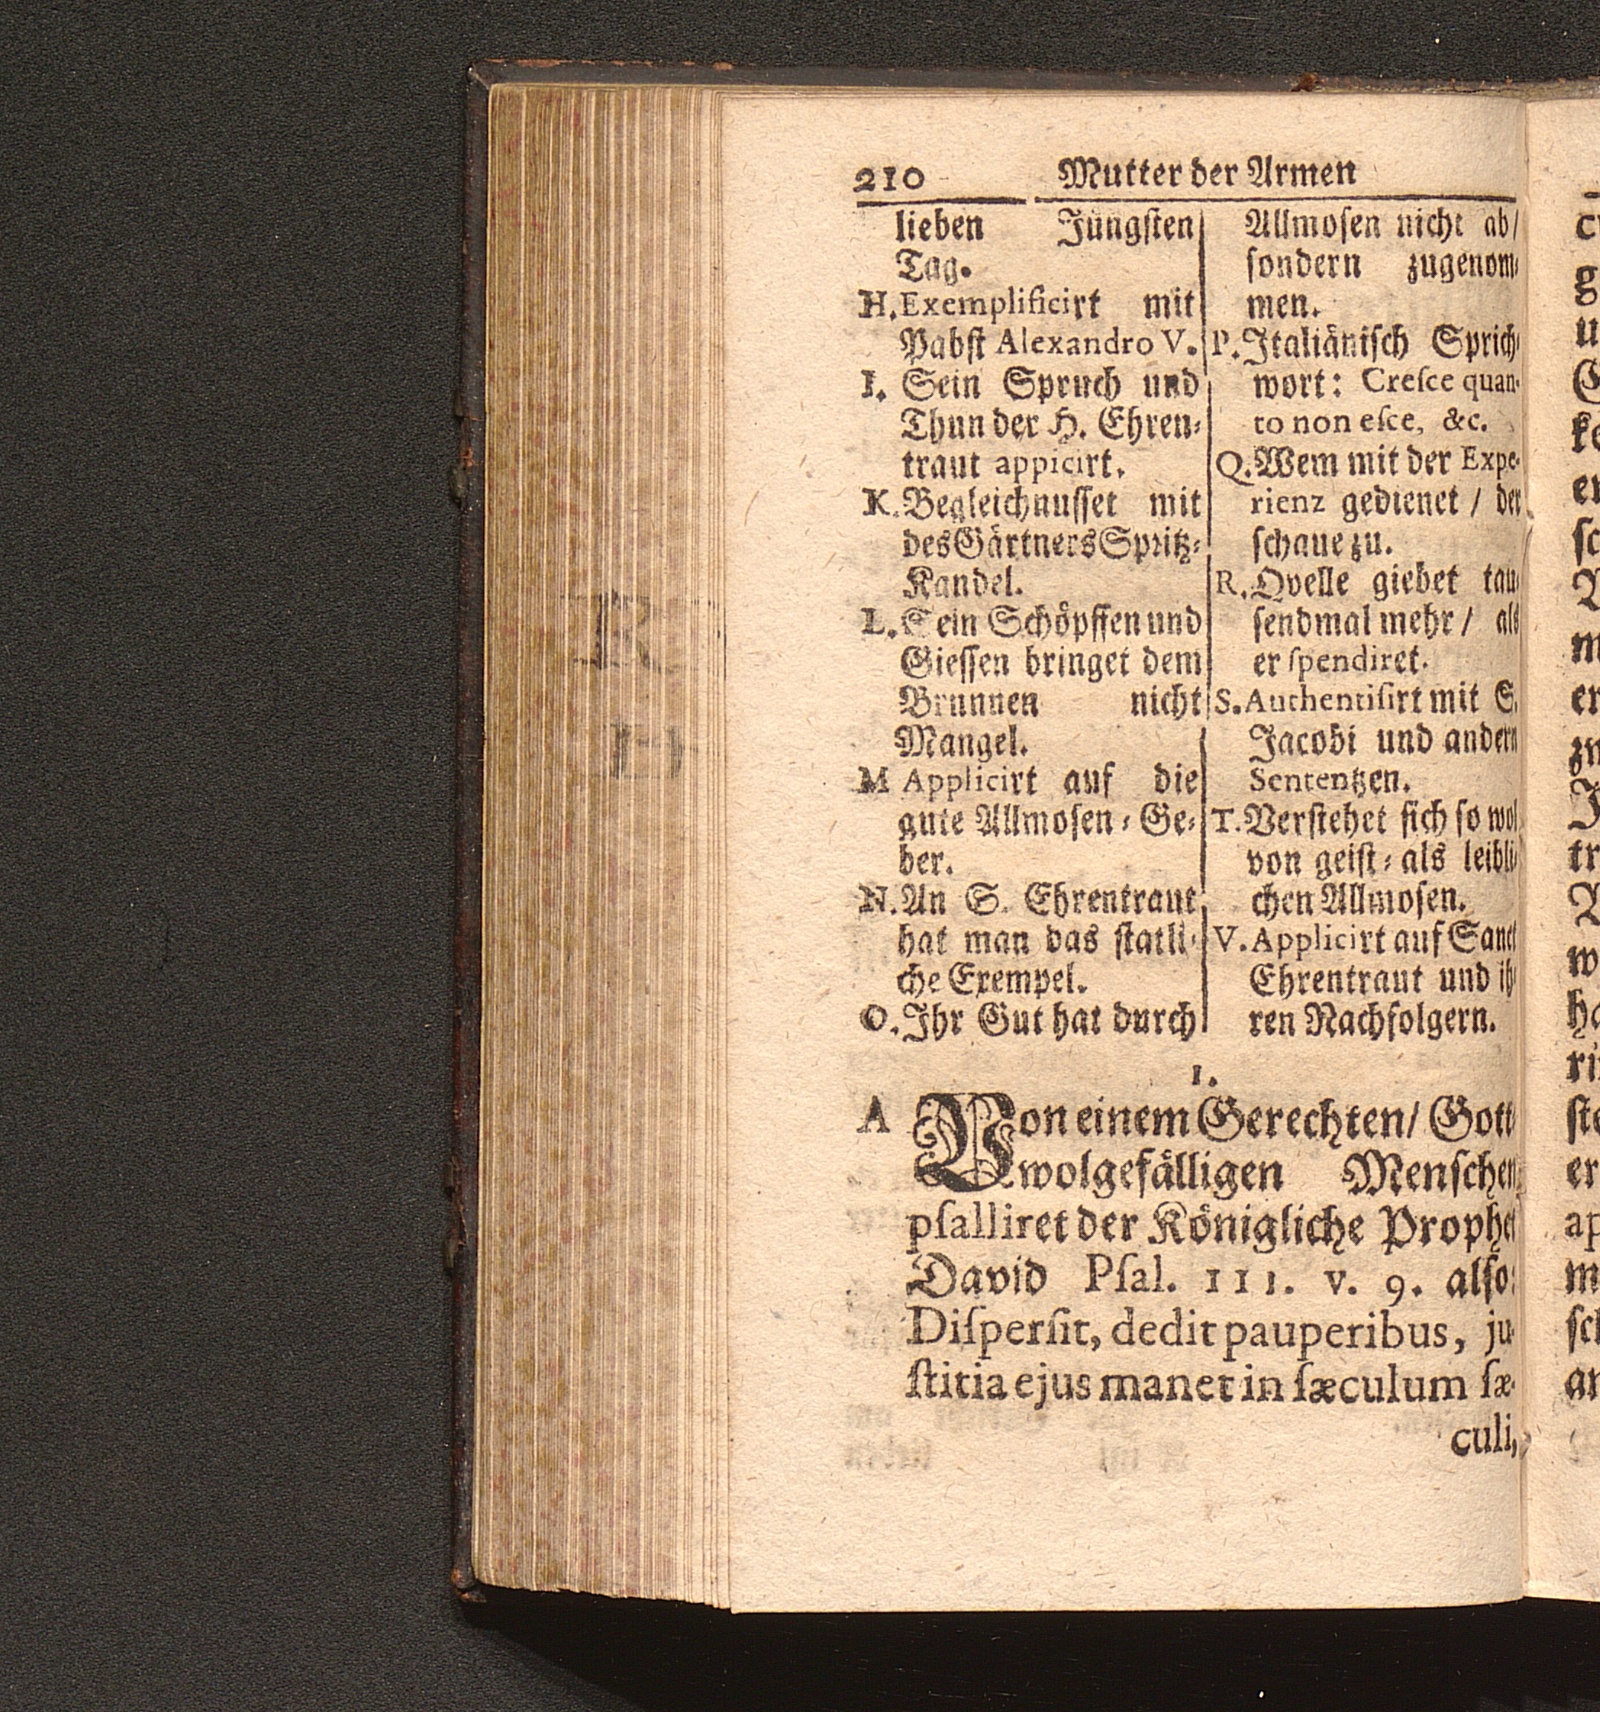 210 Mutter der Armen
lieben Jüngsten
Tag.
H. Exemplificirt mit
Pabst Alexandro V.
I. Sein Spruch und
Thun der H. Ehren⸗
traut appicirt.
K. Begleichnusset mit
des Gärtners Spritz⸗
Kandel.
L. Sein Schöpffen und
Giessen bringet dem
Brunnen nicht
Mangel.
M Applicirt auf die
gute Allmosen⸗Ge⸗
ber.
N. An S. Ehrentraut
hat man das statli⸗
che Exempel.
O. Ihr Gut hat durch
Allmosen nicht ab/
sondern zugenom⸗
men.
P. Italiänisch Sprich⸗
wort: Cresce quan-
to non esce, &c.
Q. Wem mit der Expe-
rienz gedienet / der
schaue zu.
R. Qvelle giebet tau⸗
sendmal mehr / als
er spendiret.
S. Authentisirt mit S.
Jacobi und andern
Sententzen.
T. Verstehet sich so wol
von geist⸗ als leibli⸗
chen Allmosen.
V. Applicirt auf Sanct
Ehrentraut und ih⸗
ren Nachfolgern.
1.
A Von einem Gerechten/ Gott⸗
wolgefälligen Menschen
psalliret der Königliche Prophet
David Psal. 111. v. 9. also:
Dispersit, dedit pauperibus, ju-
stitia ejus manet in sæculum sæ-
culi,